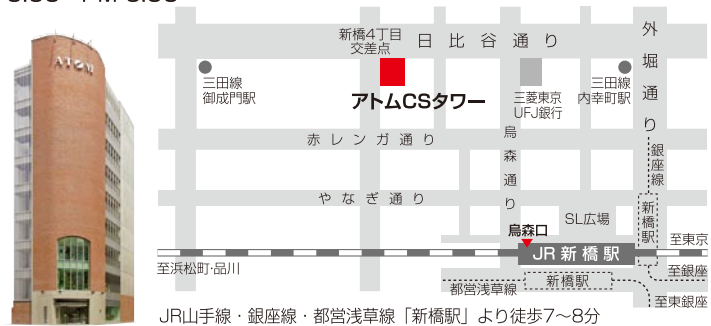 ATOM
新橋4丁目
交差点
日比谷通り
外堀通り
三田線
御成門駅
アトムCSタワー
三菱東京
UFJ銀行
三田線
内幸町駅
赤レンガ通り
烏森通り
銀座線
やなぎ通り
SL広場
新橋駅
烏森口
JR新橋駅
至東京
至浜松町・品川
至銀座
都営浅草線
新橋駅
至東銀座
JR山手線・銀座線・都営浅草線「新橋駅」より徒歩7〜8分